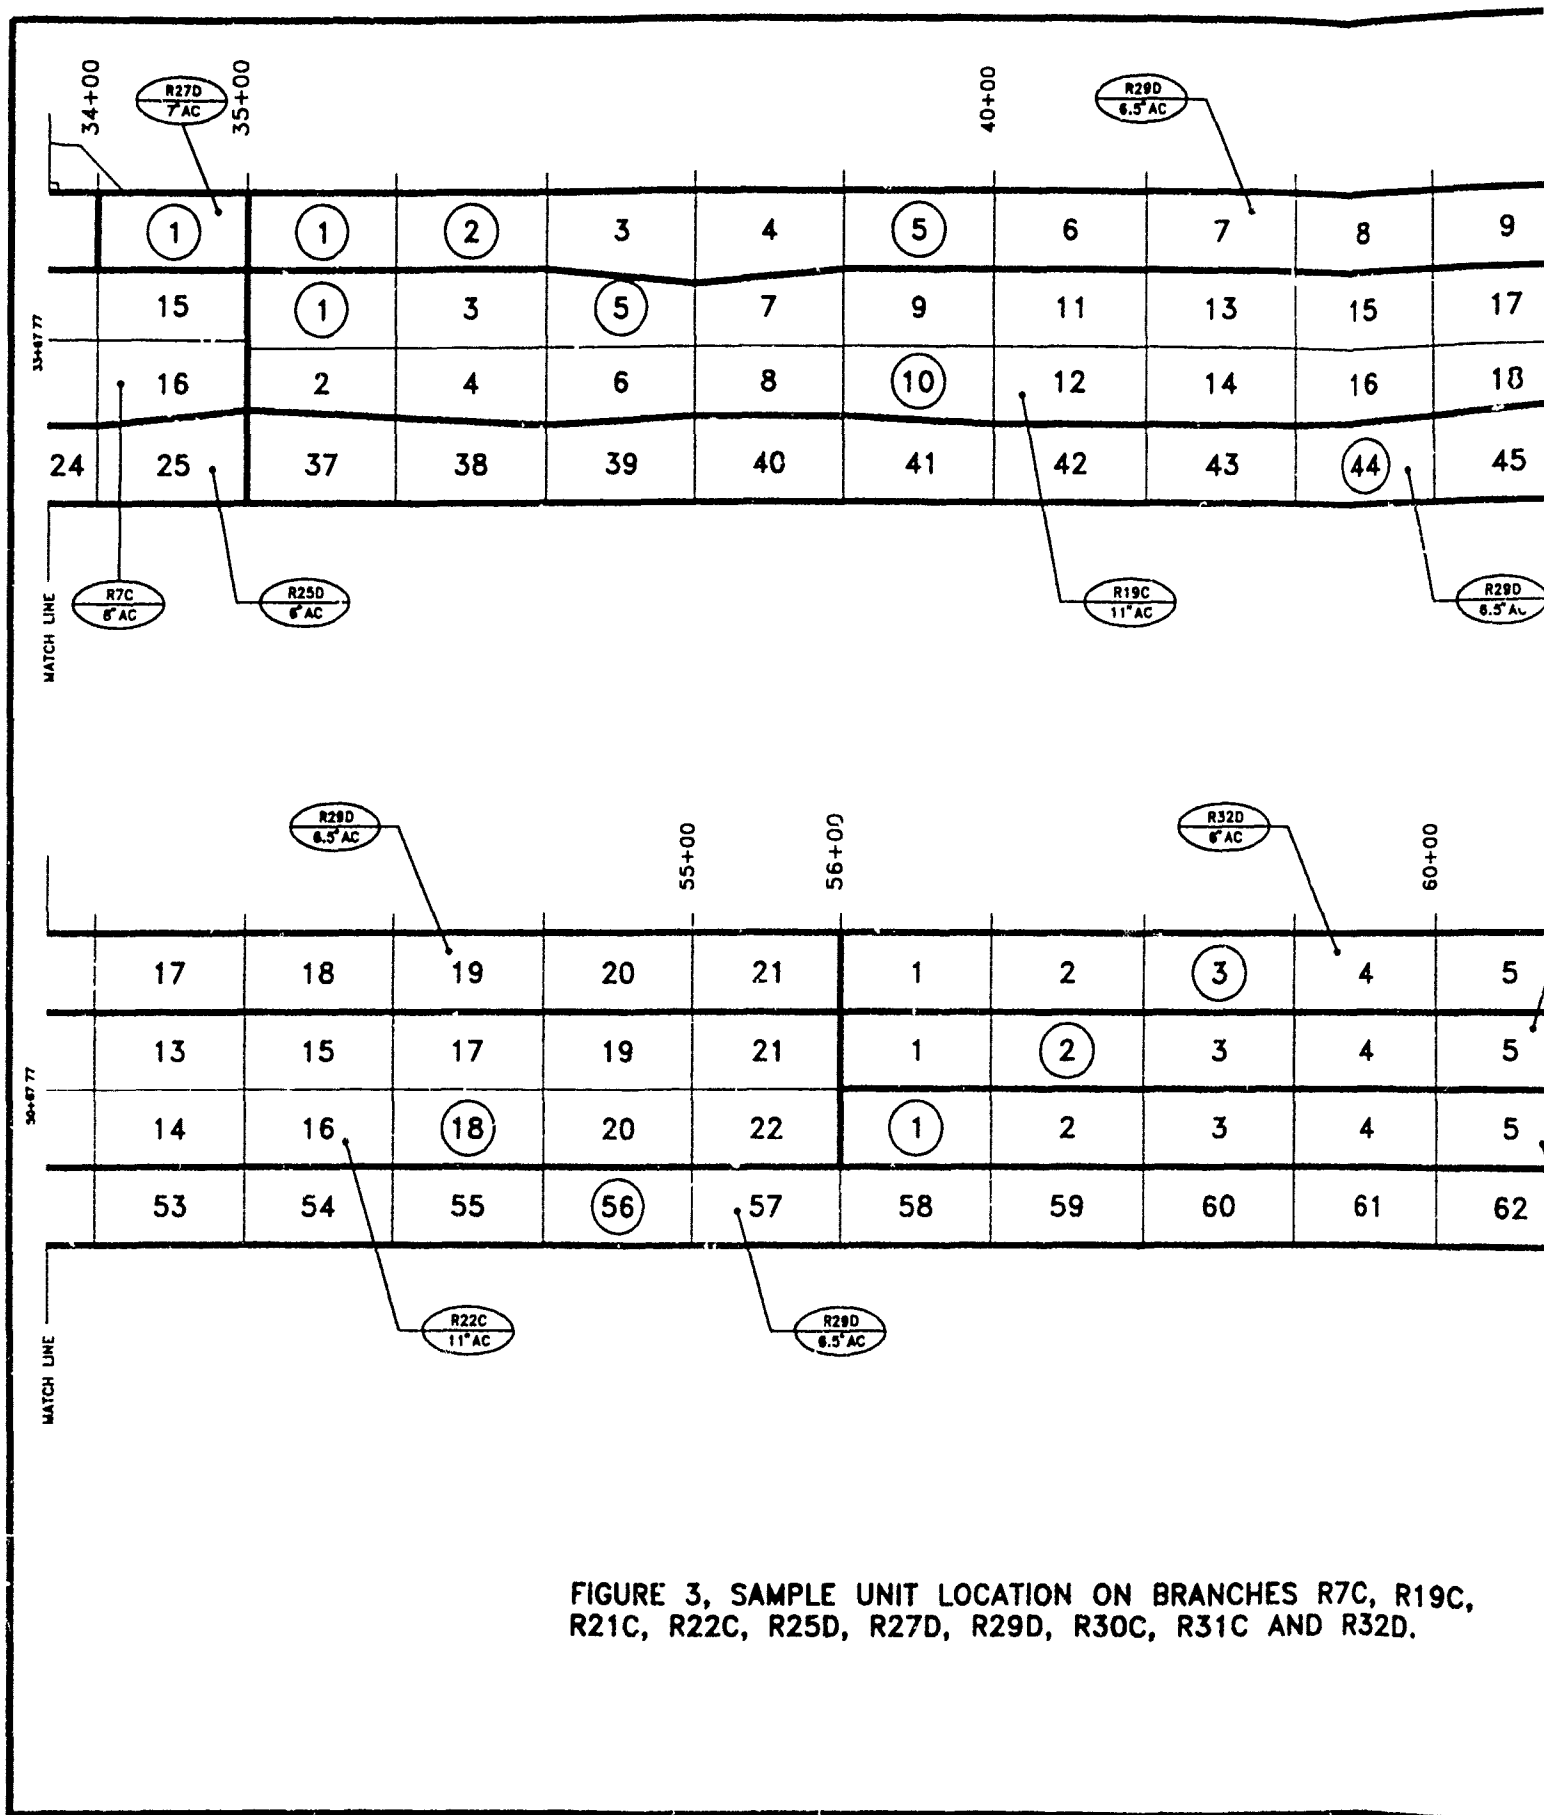 34+00 35+00 40+00
R27D
7"AC
R29D
6.5"AC
1 1 2 3 4 5 6 7 8 9
15 1 3 5 7 9 11 13 15 17
33+67 77
16 2 4 6 8 10 12 14 16 18
24 25 37 38 39 40 41 42 43 44 45
R7C
R25D
6"AC
R19C
11"AC
R29D
6.5"AC
MATCH LINE
R29D
6.5"AC
R32D
6"AC
55+00 56+00 60+00
17 18 19 20 21 1 2 3 4 5
13 15 17 19 21 1 2 3 4 5
14 16 18 20 22 1 2 3 4 5
53 54 55 56 57 58 59 60 61 62
R22C
11"AC
R29D
6.5"AC
MATCH LINE
FIGURE 3, SAMPLE UNIT LOCATION ON BRANCHES R7C, R19C,
R21C, R22C, R25D, R27D, R29D, R30C, R31C AND R32D.